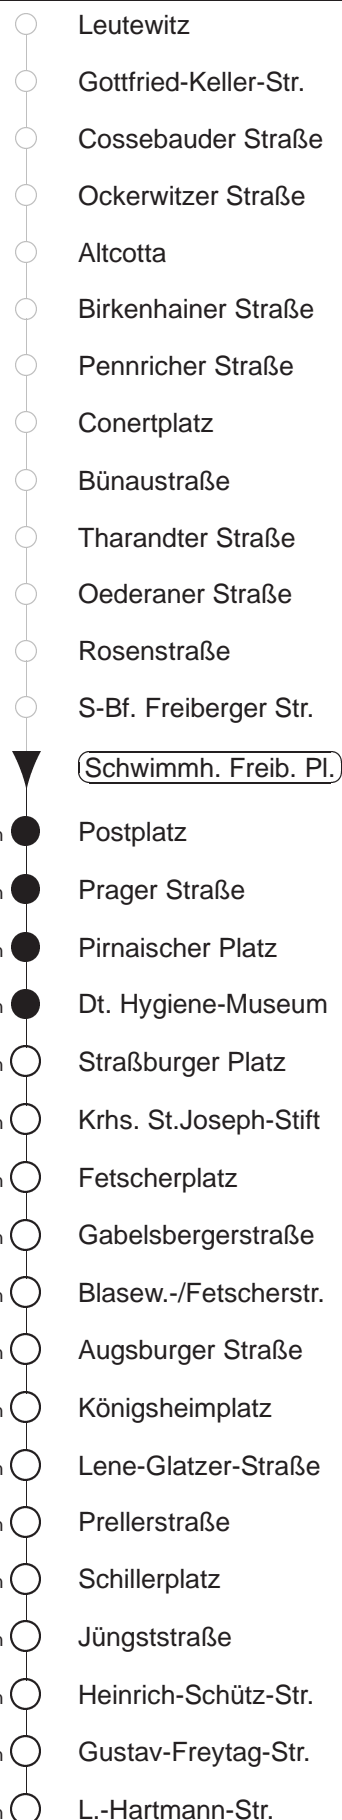 Leutewitz
Gottfried-Keller-Str.
Cossebauder Straße
Ockerwitzer Straße
Altcotta
Birkenhainer Straße
Pennricher Straße
Conertplatz
Bünaustraße
Tharandter Straße
Oederaner Straße
Rosenstraße
S-Bf. Freiberger Str.
Schwimmh. Freib. Pl.
Postplatz
Prager Straße
Pirnaischer Platz
Dt. Hygiene-Museum
Straßburger Platz
Krhs. St.Joseph-Stift
Fetscherplatz
Gabelsbergerstraße
Blasew.-/Fetscherstr.
Augsburger Straße
Königsheimplatz
Lene-Glatzer-Straße
Prellerstraße
Schillerplatz
Jüngststraße
Heinrich-Schütz-Str.
Gustav-Freytag-Str.
L.-Hartmann-Str.